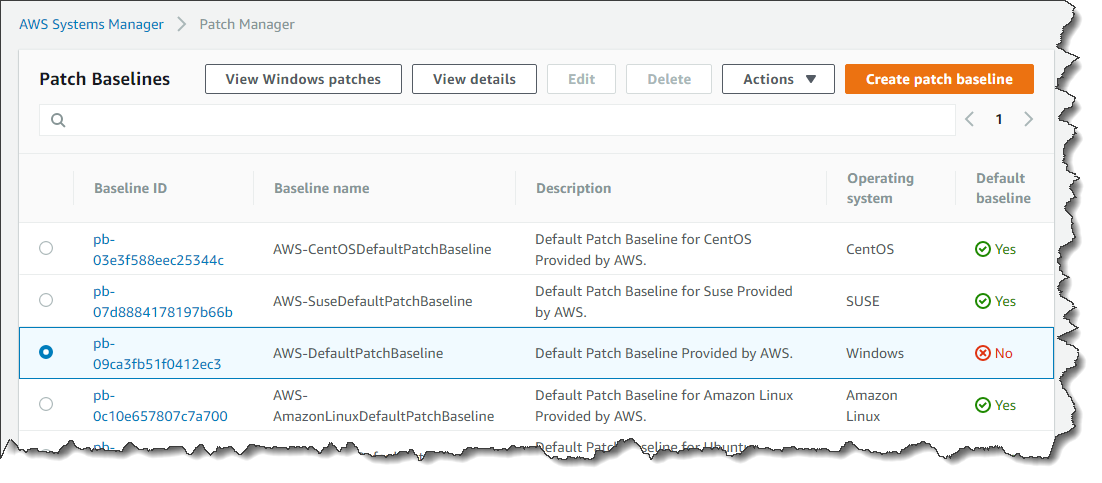 AWS Systems Manager > Patch Manager
Patch Baselines View Windows patches View details Edit Delete Actions Create patch baseline
1
Baseline ID Baseline name Description Operating system Default baseline
pb-03e3f588eec25344c AWS-CentOSDefaultPatchBaseline Default Patch Baseline for CentOS Provided by AWS. CentOS Yes
pb-07d8884178197b66b AWS-SuseDefaultPatchBaseline Default Patch Baseline for Suse Provided by AWS. SUSE Yes
pb-09ca3fb51f0412ec3 AWS-DefaultPatchBaseline Default Patch Baseline Provided by AWS. Windows No
pb-0c10e657807c7a700 AWS-AmazonLinuxDefaultPatchBaseline Default Patch Baseline for Amazon Linux Provided by AWS. Amazon Linux Yes
pb- Default Patch Baseline for Ubuntu